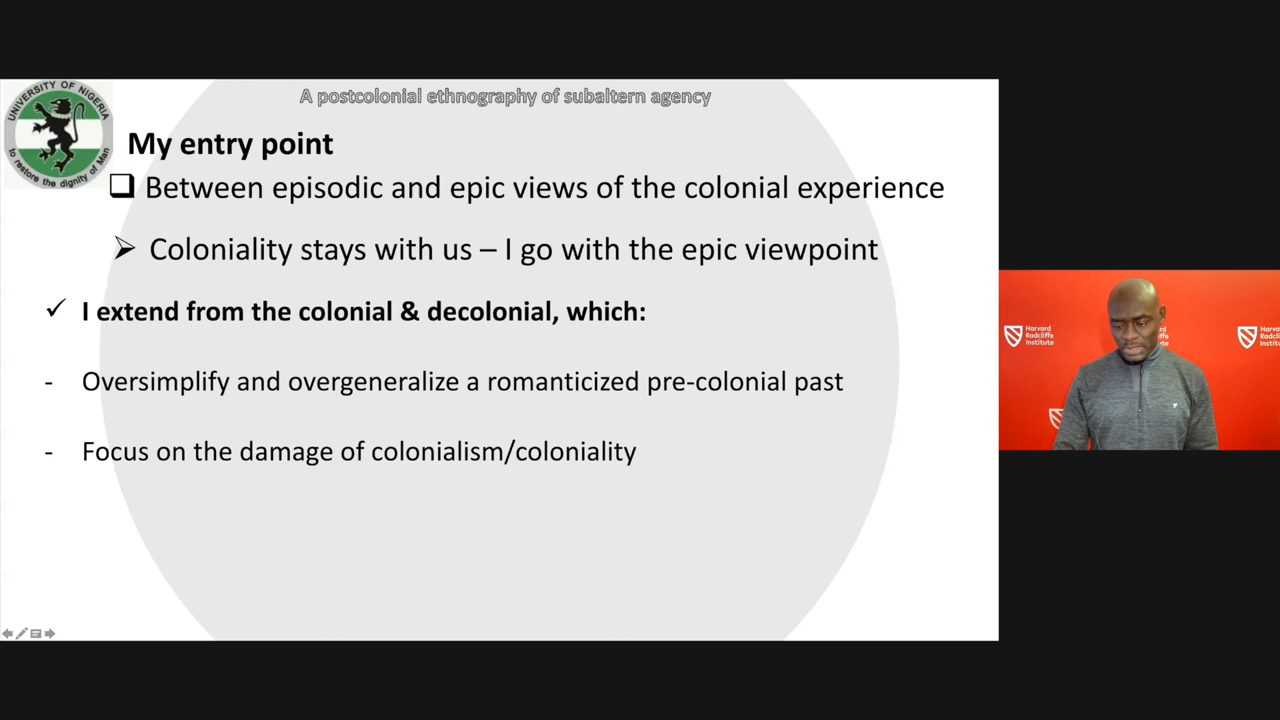 UNIVERSITY OF NIGERIA
to restore the dignity of Man
A postcolonial ethnography of subaltern agency
My entry point
❑ Between episodic and epic views of the colonial experience
➢ Coloniality stays with us – I go with the epic viewpoint
✓ I extend from the colonial & decolonial, which:
- Oversimplify and overgeneralize a romanticized pre-colonial past
- Focus on the damage of colonialism/coloniality
Harvard
Radcliffe
Institute
Harvard
Radcliffe
Institute